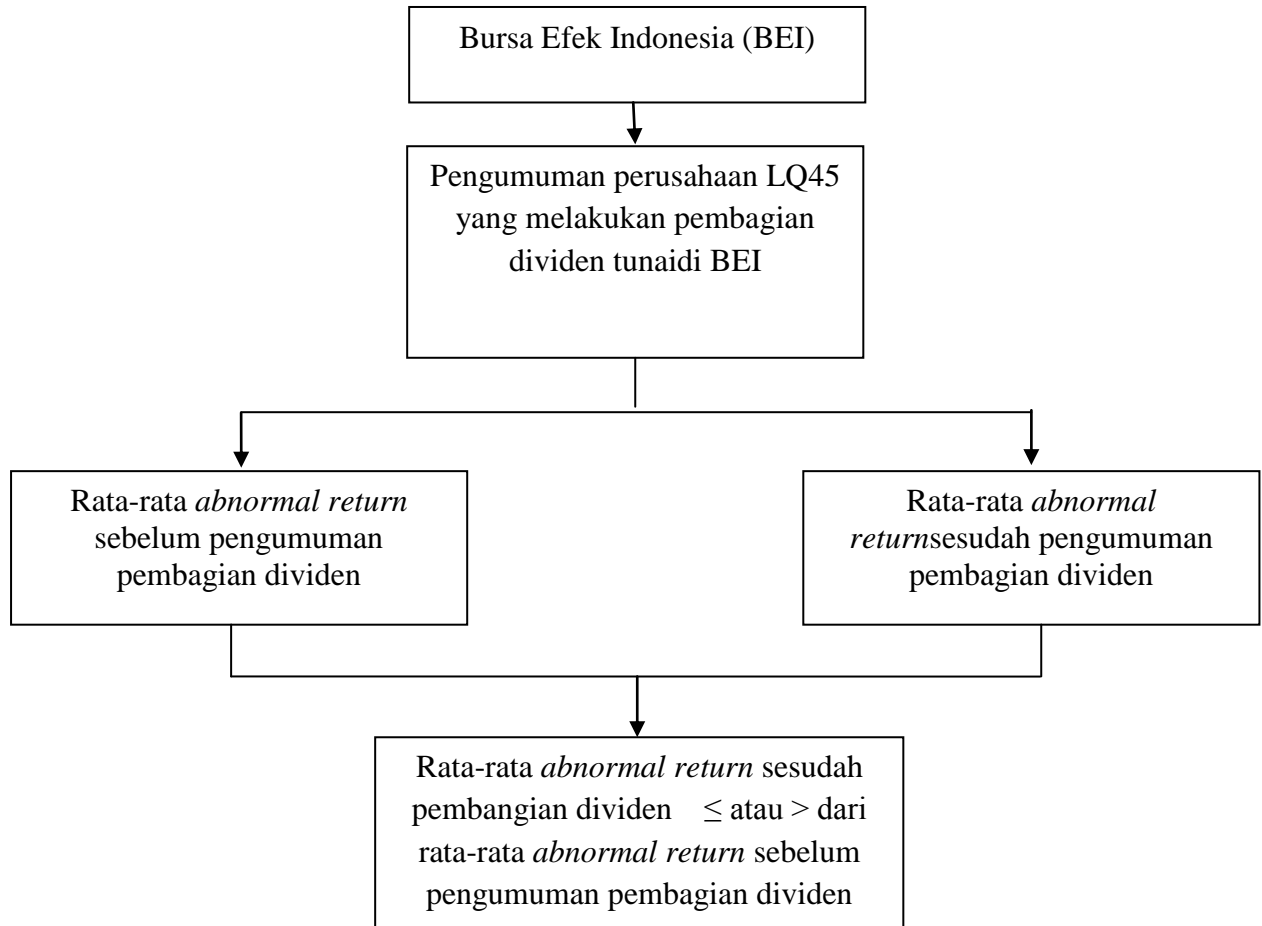 Bursa Efek Indonesia (BEI)
Pengumuman perusahaan LQ45
yang melakukan pembagian
dividen tunaidi BEI
Rata-rata abnormal return
sebelum pengumuman
pembagian dividen
Rata-rata abnormal
returnsesudah pengumuman
pembagian dividen
Rata-rata abnormal return sesudah
pembangian dividen ≤ atau > dari
rata-rata abnormal return sebelum
pengumuman pembagian dividen